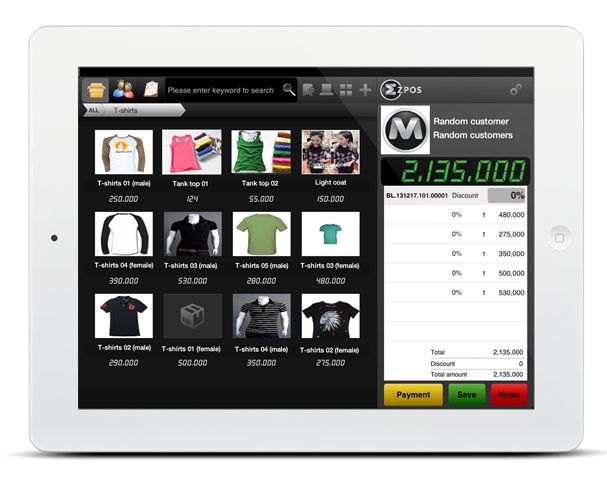 Please enter keyword to search
ZPOS
ALL
T-shirts
Random customer
Random customers
2.135.000
BL.131217.101.00001 Discount 0%
T-shirts 01 (male)
Tank top 01
Tank top 02
Light coat
250.000
124
55.000
150.000
T-shirts 04 (female)
T-shirts 03 (male)
T-shirts 05 (male)
T-shirts 03 (female)
390.000
530.000
280.000
480.000
T-shirts 02 (male)
T-shirts 01 (female)
T-shirts 04 (male)
T-shirts 02 (female)
290.000
500.000
350.000
275.000
0% 1 480,000
0% 1 275,000
0% 1 350,000
0% 1 500,000
0% 1 530,000
Total 2,135,000
Discount 0
Total amount 2,135,000
Payment
Save
Notes